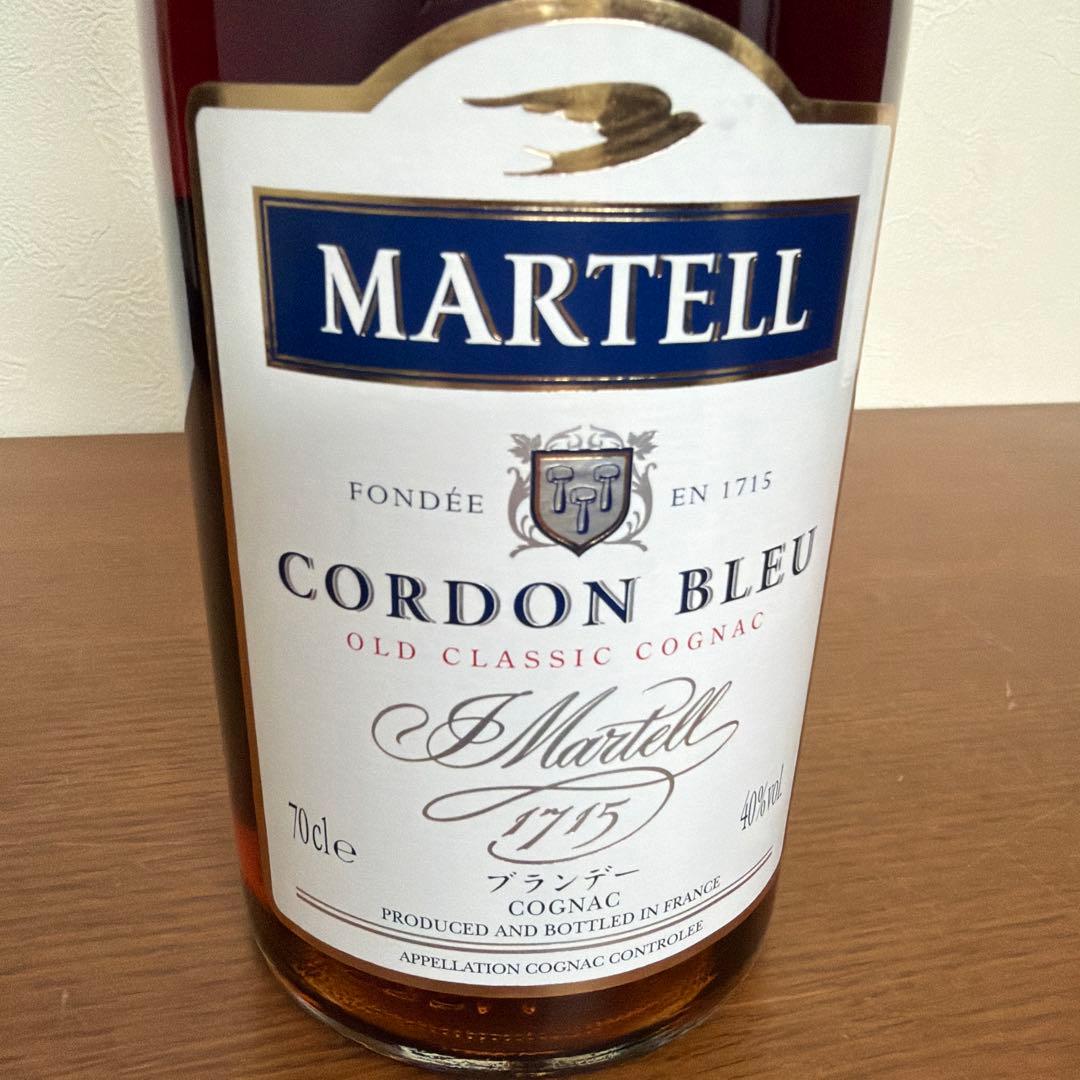 MARTELL
FONDÉE EN 1715
CORDON BLEU
OLD CLASSIC COGNAC
J Martell
1715
70cl e 40%vol.
ブランデー
COGNAC
PRODUCED AND BOTTLED IN FRANCE
APPELLATION COGNAC CONTROLEE